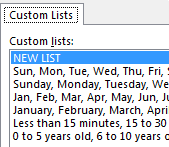 Custom Lists
Custom lists:
NEW LIST
Sun, Mon, Tue, Wed, Thu, Fri, S
Sunday, Monday, Tuesday, We
Jan, Feb, Mar, Apr, May, Jun, Ju
January, February, March, April
Less than 15 minutes, 15 to 30
0 to 5 years old, 6 to 10 years o